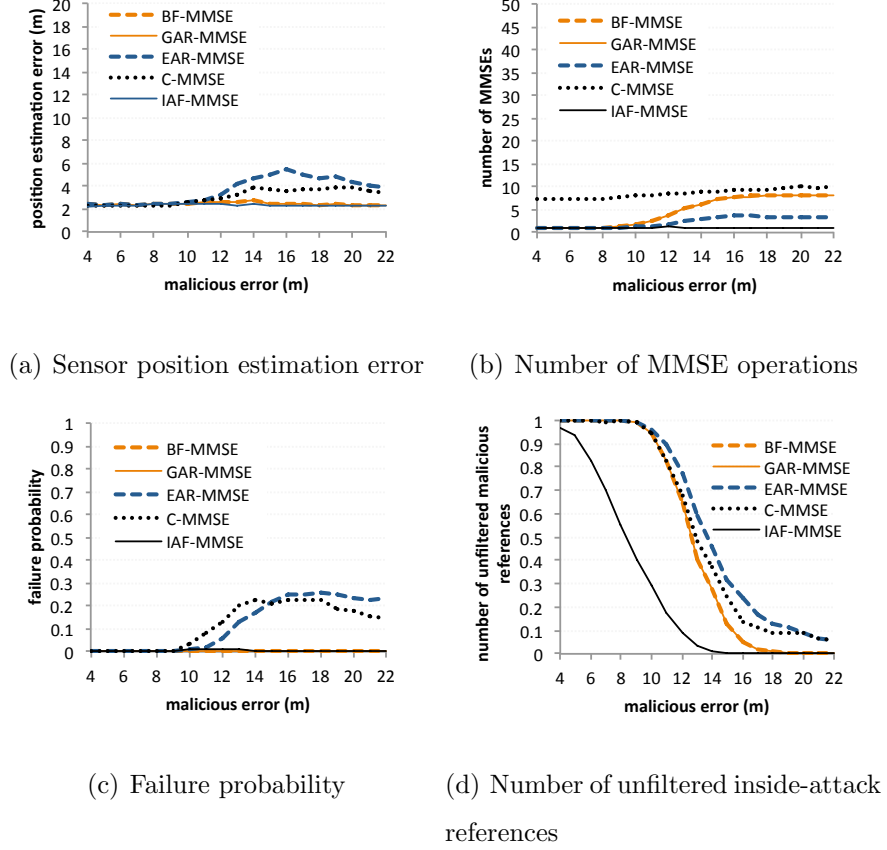 20
18
16
14
12
10
8
6
4
2
0
position estimation error (m)
BF-MMSE
GAR-MMSE
EAR-MMSE
C-MMSE
IAF-MMSE
4 6 8 10 12 14 16 18 20 22
malicious error (m)
50
45
40
35
30
25
20
15
10
5
0
number of MMSEs
BF-MMSE
GAR-MMSE
EAR-MMSE
C-MMSE
IAF-MMSE
4 6 8 10 12 14 16 18 20 22
malicious error (m)
(a) Sensor position estimation error
(b) Number of MMSE operations
1
0.9
0.8
0.7
0.6
0.5
0.4
0.3
0.2
0.1
0
failure probability
BF-MMSE
GAR-MMSE
EAR-MMSE
C-MMSE
IAF-MMSE
4 6 8 10 12 14 16 18 20 22
malicious error (m)
1
0.9
0.8
0.7
0.6
0.5
0.4
0.3
0.2
0.1
0
number of unfiltered malicious
references
BF-MMSE
GAR-MMSE
EAR-MMSE
C-MMSE
IAF-MMSE
4 6 8 10 12 14 16 18 20 22
malicious error (m)
(c) Failure probability
(d) Number of unfiltered inside-attack
references